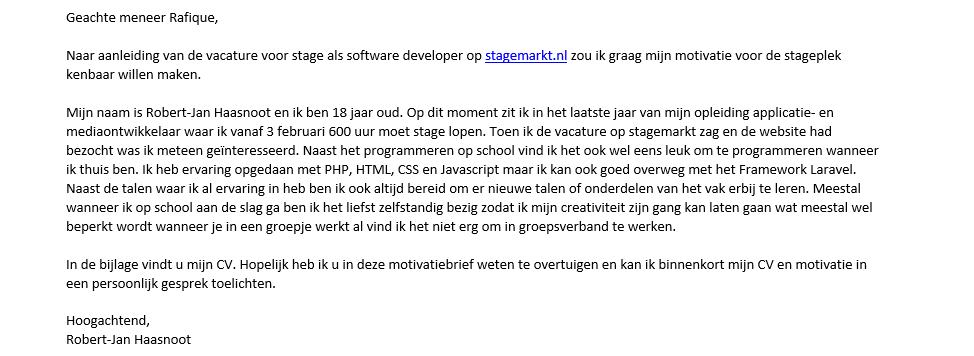 Geachte meneer Rafique,
Naar aanleiding van de vacature voor stage als software developer op stagemarkt.nl zou ik graag mijn motivatie voor de stageplek
kenbaar willen maken.
Mijn naam is Robert-Jan Haasnoot en ik ben 18 jaar oud. Op dit moment zit ik in het laatste jaar van mijn opleiding applicatie- en
mediaontwikkelaar waar ik vanaf 3 februari 600 uur moet stage lopen. Toen ik de vacature op stagemarkt zag en de website had
bezocht was ik meteen geïnteresseerd. Naast het programmeren op school vind ik het ook wel eens leuk om te programmeren wanneer
ik thuis ben. Ik heb ervaring opgedaan met PHP, HTML, CSS en Javascript maar ik kan ook goed overweg met het Framework Laravel.
Naast de talen waar ik al ervaring in heb ben ik ook altijd bereid om er nieuwe talen of onderdelen van het vak erbij te leren. Meestal
wanneer ik op school aan de slag ga ben ik het liefst zelfstandig bezig zodat ik mijn creativiteit zijn gang kan laten gaan wat meestal wel
beperkt wordt wanneer je in een groepje werkt al vind ik het niet erg om in groepsverband te werken.
In de bijlage vindt u mijn CV. Hopelijk heb ik u in deze motivatiebrief weten te overtuigen en kan ik binnenkort mijn CV en motivatie in
een persoonlijk gesprek toelichten.
Hoogachtend,
Robert-Jan Haasnoot